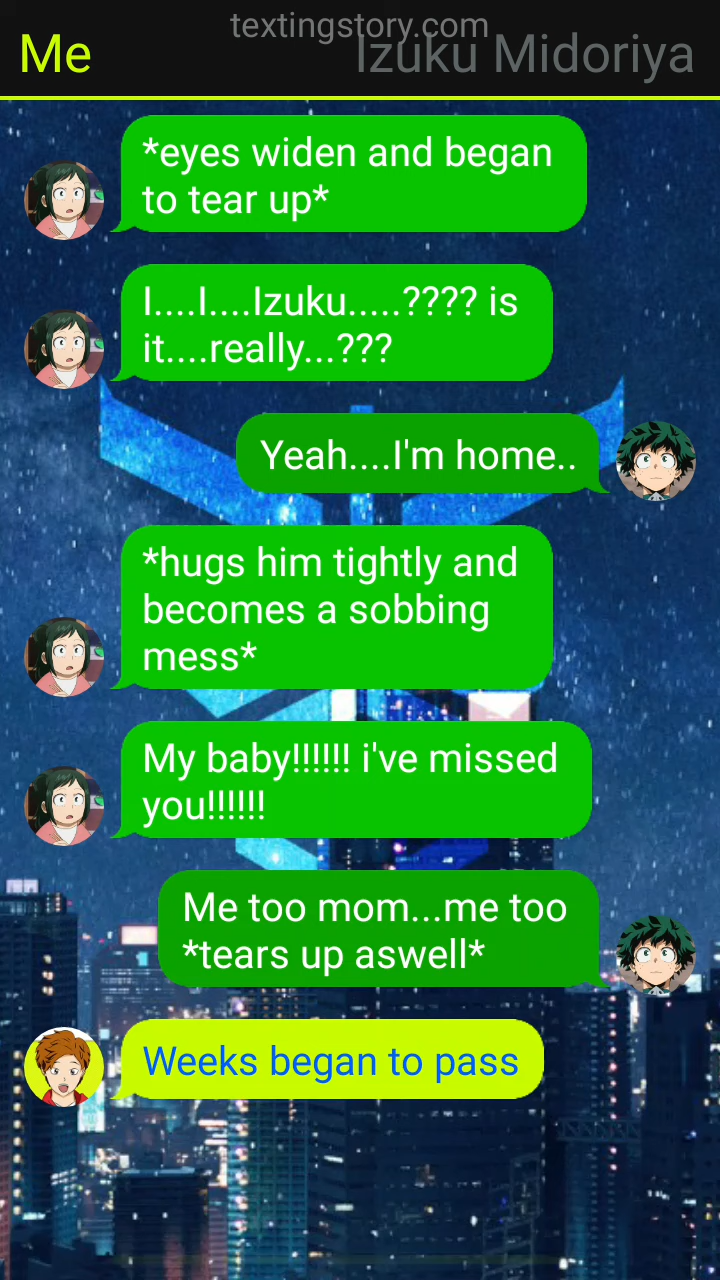 textingstory.com
Me
Izuku Midoriya
*eyes widen and began
to tear up*
I....I....Izuku.....???? is
it....really...???
Yeah....I'm home..
*hugs him tightly and
becomes a sobbing
mess*
My baby!!!!!! i've missed
you!!!!!!
Me too mom...me too
*tears up aswell*
Weeks began to pass